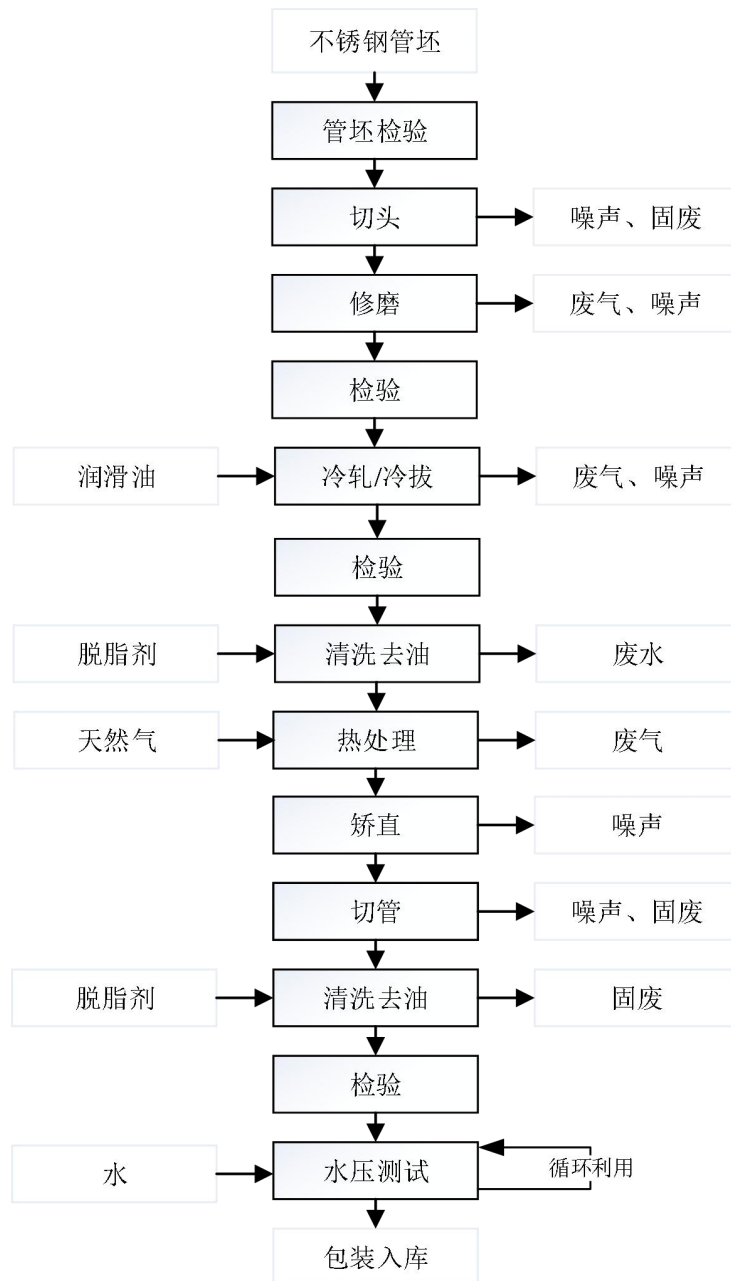 不锈钢管坯
管坯检验
切头
噪声、固废
修磨
废气、噪声
检验
润滑油
冷轧/冷拔
废气、噪声
检验
脱脂剂
清洗去油
废水
天然气
热处理
废气
矫直
噪声
切管
噪声、固废
脱脂剂
清洗去油
固废
检验
水
水压测试
循环利用
包装入库